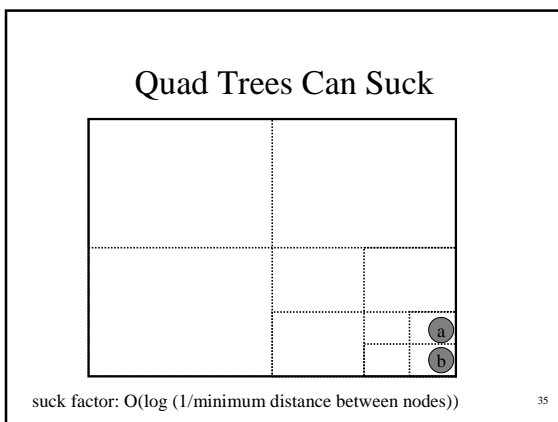 Quad Trees Can Suck
a
b
suck factor: O(log (1/minimum distance between nodes))
35